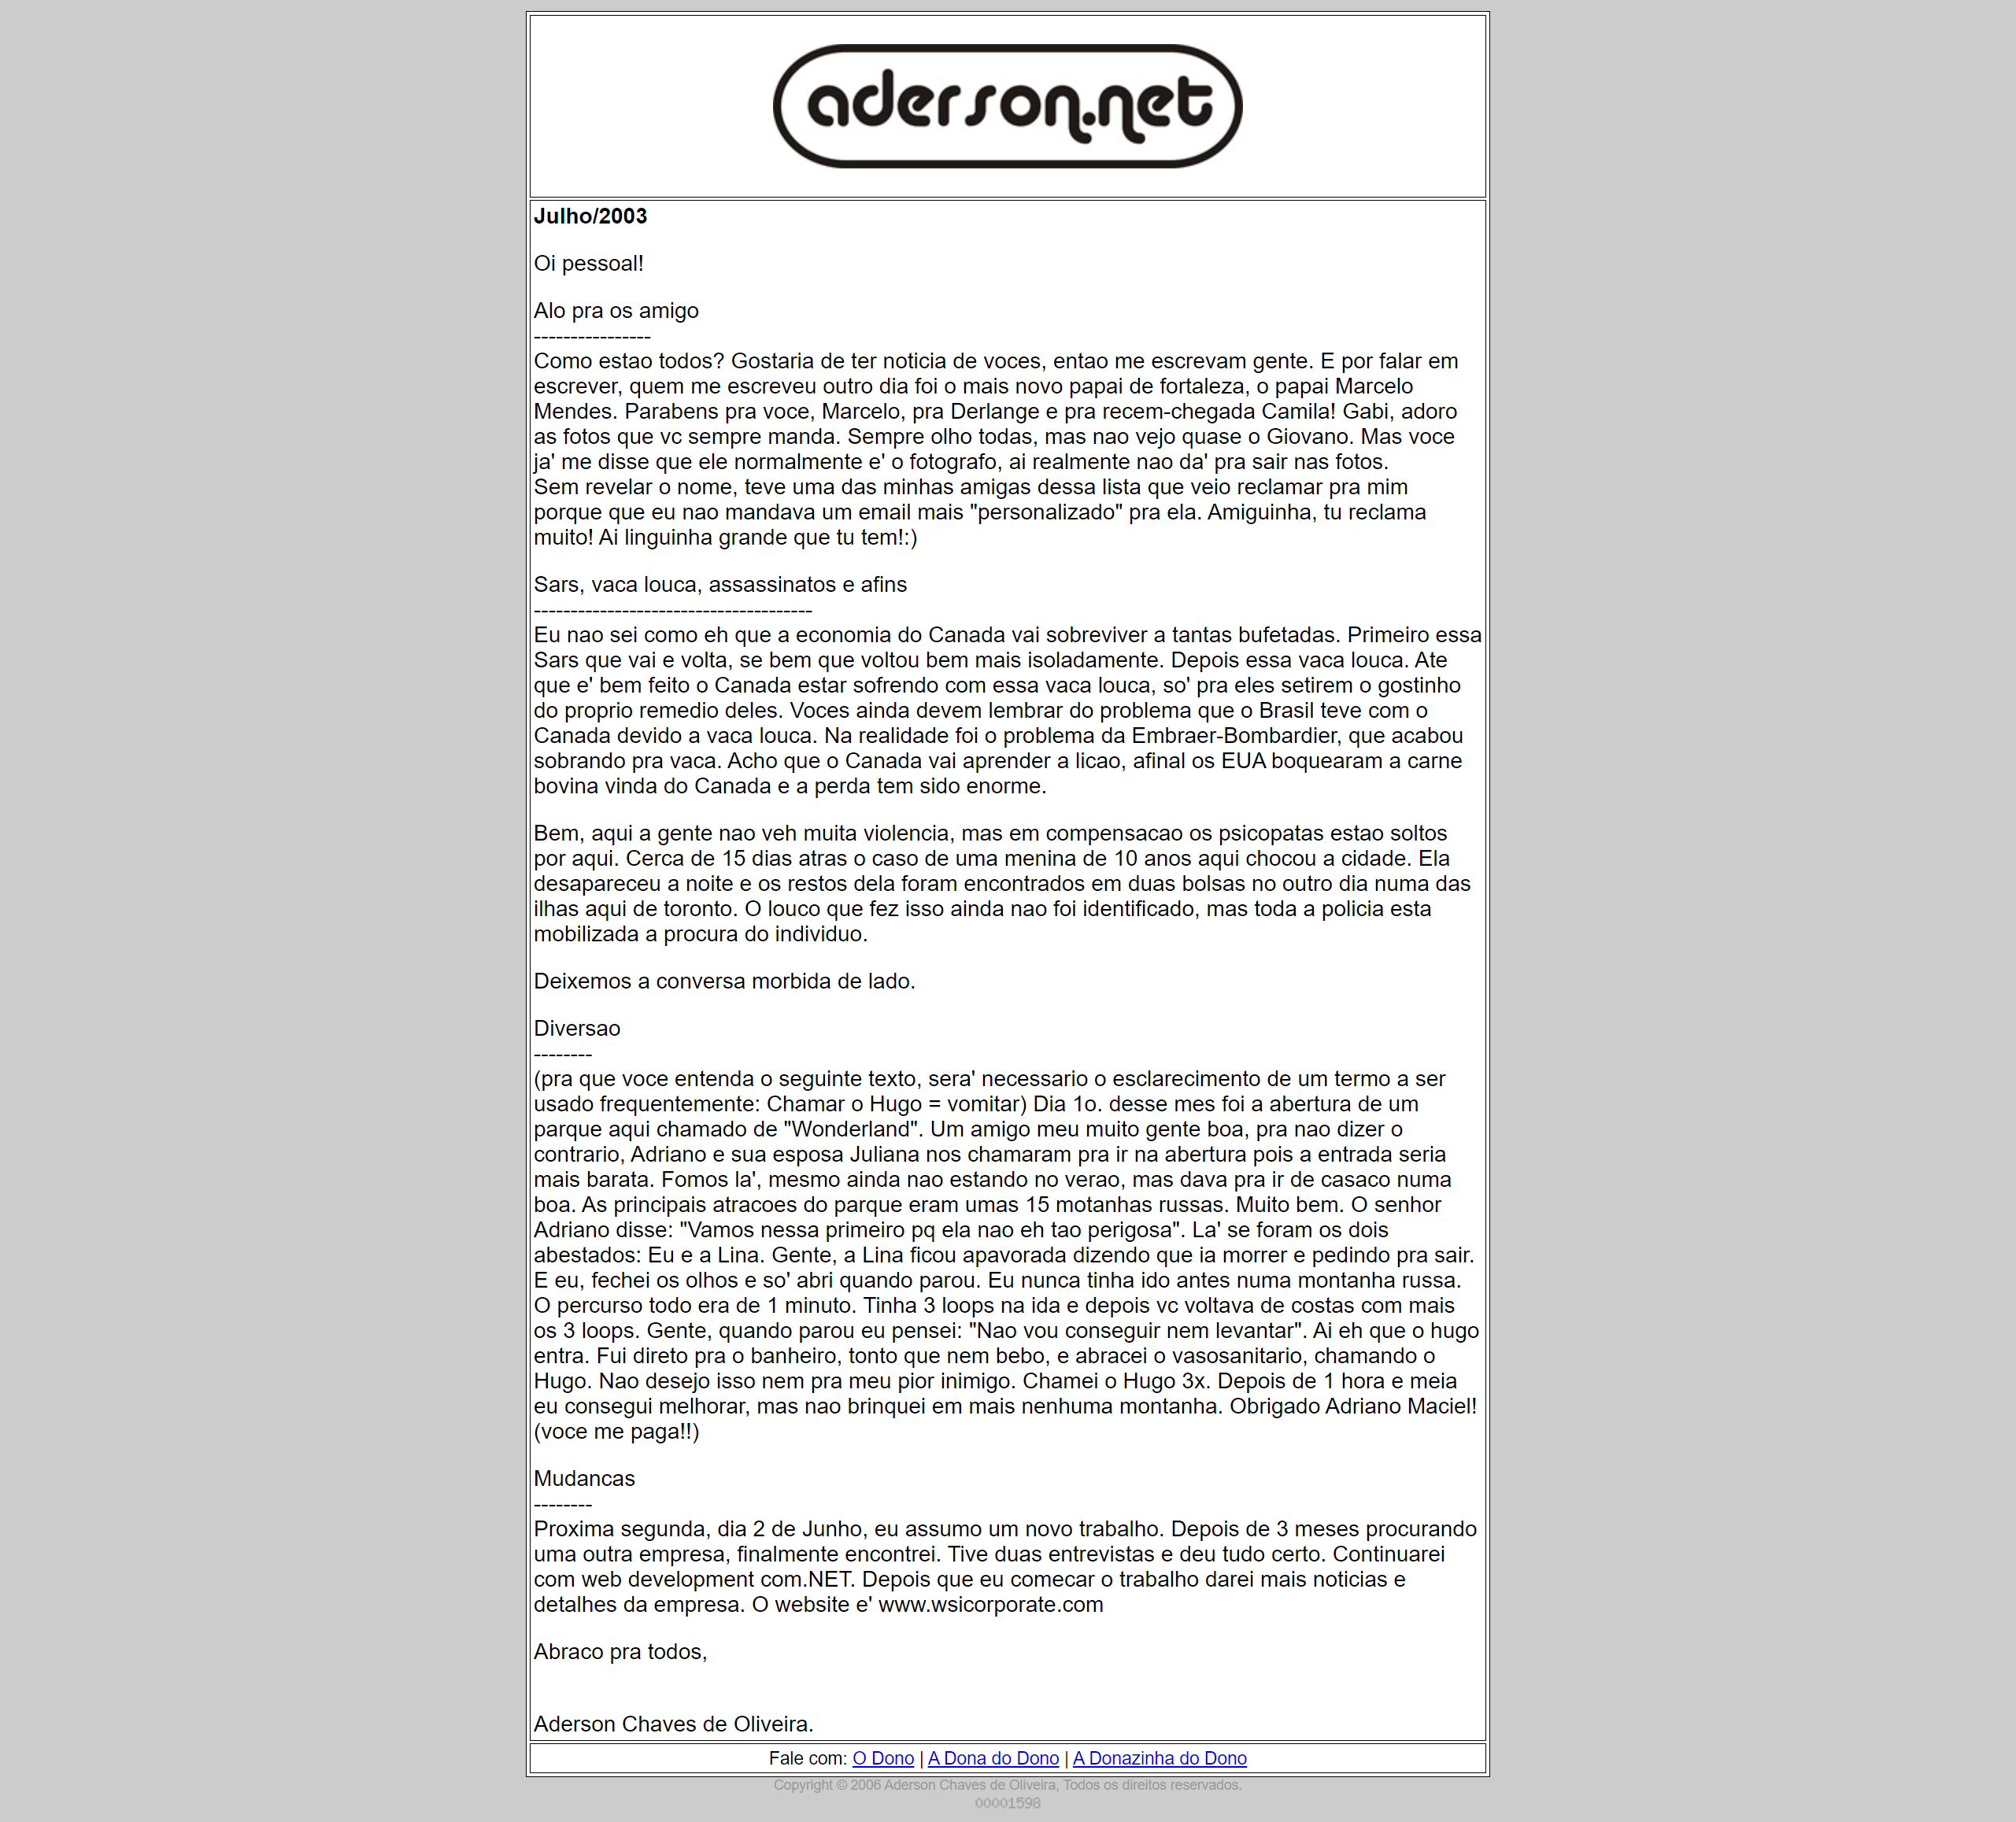 aderson.net
Julho/2003
Oi pessoal!
Alo pra os amigo
----------------
Como estao todos? Gostaria de ter noticia de voces, entao me escrevam gente. E por falar em
escrever, quem me escreveu outro dia foi o mais novo papai de fortaleza, o papai Marcelo
Mendes. Parabens pra voce, Marcelo, pra Derlange e pra recem-chegada Camila! Gabi, adoro
as fotos que vc sempre manda. Sempre olho todas, mas nao vejo quase o Giovano. Mas voce
ja' me disse que ele normalmente e' o fotografo, ai realmente nao da' pra sair nas fotos.
Sem revelar o nome, teve uma das minhas amigas dessa lista que veio reclamar pra mim
porque que eu nao mandava um email mais "personalizado" pra ela. Amiguinha, tu reclama
muito! Ai linguinha grande que tu tem!:)
Sars, vaca louca, assassinatos e afins
--------------------------------------
Eu nao sei como eh que a economia do Canada vai sobreviver a tantas bufetadas. Primeiro essa
Sars que vai e volta, se bem que voltou bem mais isoladamente. Depois essa vaca louca. Ate
que e' bem feito o Canada estar sofrendo com essa vaca louca, so' pra eles setirem o gostinho
do proprio remedio deles. Voces ainda devem lembrar do problema que o Brasil teve com o
Canada devido a vaca louca. Na realidade foi o problema da Embraer-Bombardier, que acabou
sobrando pra vaca. Acho que o Canada vai aprender a licao, afinal os EUA boquearam a carne
bovina vinda do Canada e a perda tem sido enorme.
Bem, aqui a gente nao veh muita violencia, mas em compensacao os psicopatas estao soltos
por aqui. Cerca de 15 dias atras o caso de uma menina de 10 anos aqui chocou a cidade. Ela
desapareceu a noite e os restos dela foram encontrados em duas bolsas no outro dia numa das
ilhas aqui de toronto. O louco que fez isso ainda nao foi identificado, mas toda a policia esta
mobilizada a procura do individuo.
Deixemos a conversa morbida de lado.
Diversao
--------
(pra que voce entenda o seguinte texto, sera' necessario o esclarecimento de um termo a ser
usado frequentemente: Chamar o Hugo = vomitar) Dia 1o. desse mes foi a abertura de um
parque aqui chamado de "Wonderland". Um amigo meu muito gente boa, pra nao dizer o
contrario, Adriano e sua esposa Juliana nos chamaram pra ir na abertura pois a entrada seria
mais barata. Fomos la', mesmo ainda nao estando no verao, mas dava pra ir de casaco numa
boa. As principais atracoes do parque eram umas 15 motanhas russas. Muito bem. O senhor
Adriano disse: "Vamos nessa primeiro pq ela nao eh tao perigosa". La' se foram os dois
abestados: Eu e a Lina. Gente, a Lina ficou apavorada dizendo que ia morrer e pedindo pra sair.
E eu, fechei os olhos e so' abri quando parou. Eu nunca tinha ido antes numa montanha russa.
O percurso todo era de 1 minuto. Tinha 3 loops na ida e depois vc voltava de costas com mais
os 3 loops. Gente, quando parou eu pensei: "Nao vou conseguir nem levantar". Ai eh que o hugo
entra. Fui direto pra o banheiro, tonto que nem bebo, e abracei o vasosanitario, chamando o
Hugo. Nao desejo isso nem pra meu pior inimigo. Chamei o Hugo 3x. Depois de 1 hora e meia
eu consegui melhorar, mas nao brinquei em mais nenhuma montanha. Obrigado Adriano Maciel!
(voce me paga!!)
Mudancas
--------
Proxima segunda, dia 2 de Junho, eu assumo um novo trabalho. Depois de 3 meses procurando
uma outra empresa, finalmente encontrei. Tive duas entrevistas e deu tudo certo. Continuarei
com web development com.NET. Depois que eu comecar o trabalho darei mais noticias e
detalhes da empresa. O website e' www.wsicorporate.com
Abraco pra todos,
Aderson Chaves de Oliveira.
Fale com: O Dono | A Dona do Dono | A Donazinha do Dono
Copyright © 2006 Aderson Chaves de Oliveira, Todos os direitos reservados.
00001598